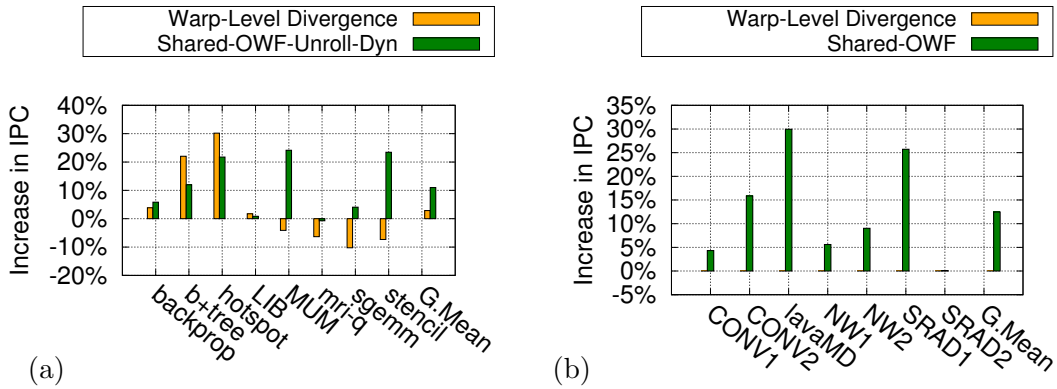 Warp-Level Divergence
Shared-OWF-Unroll-Dyn
Increase in IPC
40%
30%
20%
10%
0%
-10%
-20%
backprop
b+tree
hotspot
LIB
MUM
mri-q
sgemm
stencil
G.Mean
(a)
Warp-Level Divergence
Shared-OWF
Increase in IPC
35%
30%
25%
20%
15%
10%
5%
0%
-5%
CONV1
CONV2
lavaMD
NW1
NW2
SRAD1
SRAD2
G.Mean
(b)